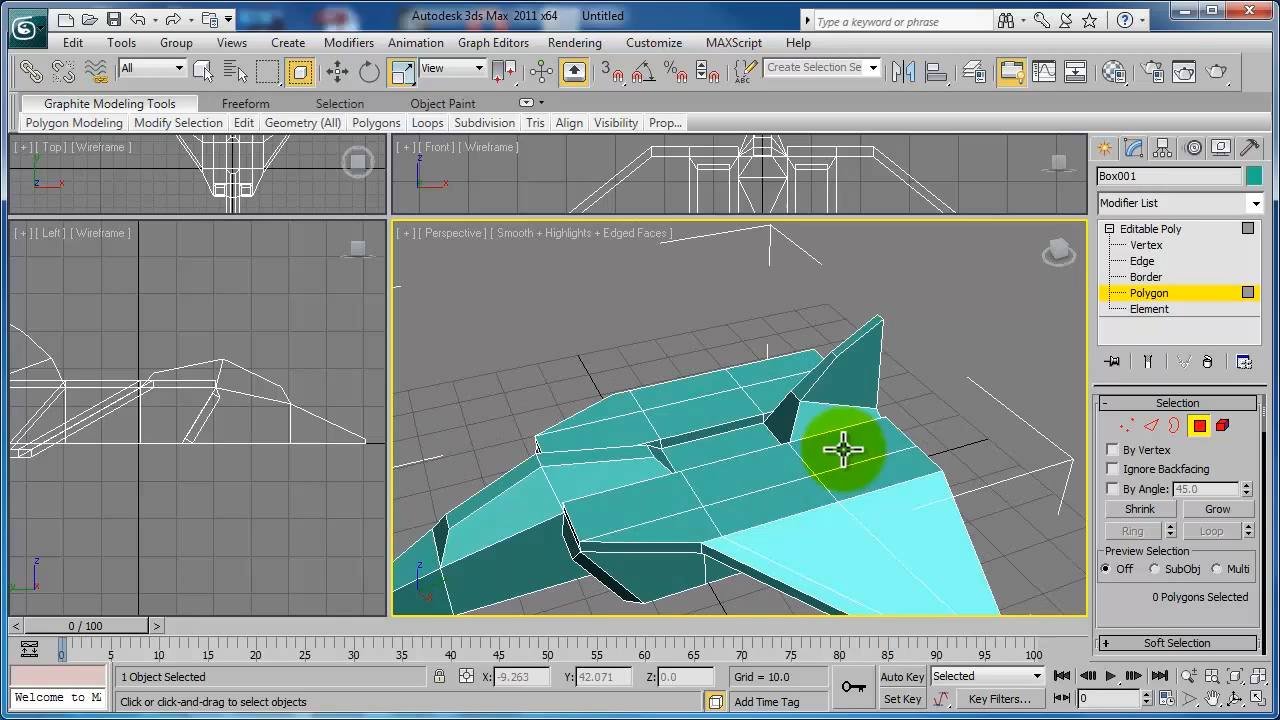 Autodesk 3ds Max 2011 x64 Untitled
Type a keyword or phrase
Edit Tools Group Views Create Modifiers Animation Graph Editors Rendering Customize MAXScript Help
All View Create Selection Se
Graphite Modeling Tools Freeform Selection Object Paint
Polygon Modeling Modify Selection Edit Geometry (All) Polygons Loops Subdivision Tris Align Visibility Prop...
[ + ] [ Top ] [ Wireframe ]
[ + ] [ Front ] [ Wireframe ]
[ + ] [ Left ] [ Wireframe ]
[ + ] [ Perspective ] [ Smooth + Highlights + Edged Faces ]
Box001
Modifier List
Editable Poly
Vertex
Edge
Border
Polygon
Element
- Selection
By Vertex
Ignore Backfacing
By Angle: 45.0
Shrink Grow
Ring Loop
Preview Selection
Off SubObj Multi
0 Polygons Selected
+ Soft Selection
< 0 / 100 >
0 5 10 15 20 25 30 35 40 45 50 55 60 65 70 75 80 85 90 95 100
1 Object Selected X: -9.263 Y: 42.071 Z: 0.0 Grid = 10.0 Auto Key Selected
Welcome to MA Click or click-and-drag to select objects Add Time Tag Set Key Key Filters... 0